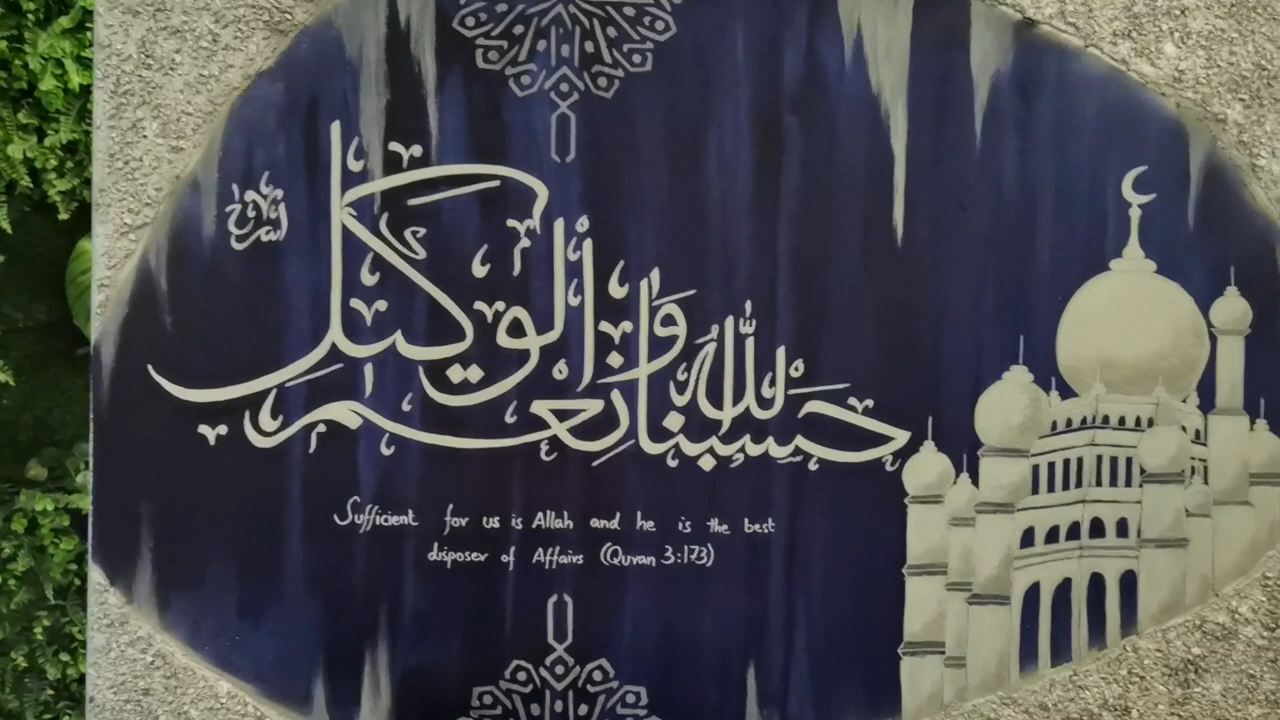 حسبنا الله ونعم الوكيل
Sufficient for us is Allah and he is the best
disposer of Affairs (Quran 3:173)